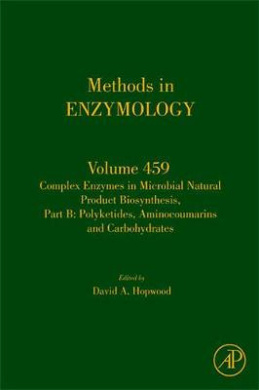 Methods in
ENZYMOLOGY
Volume 459
Complex Enzymes in Microbial Natural
Product Biosynthesis,
Part B: Polyketides, Aminocoumarins
and Carbohydrates
Edited by
David A. Hopwood
AP